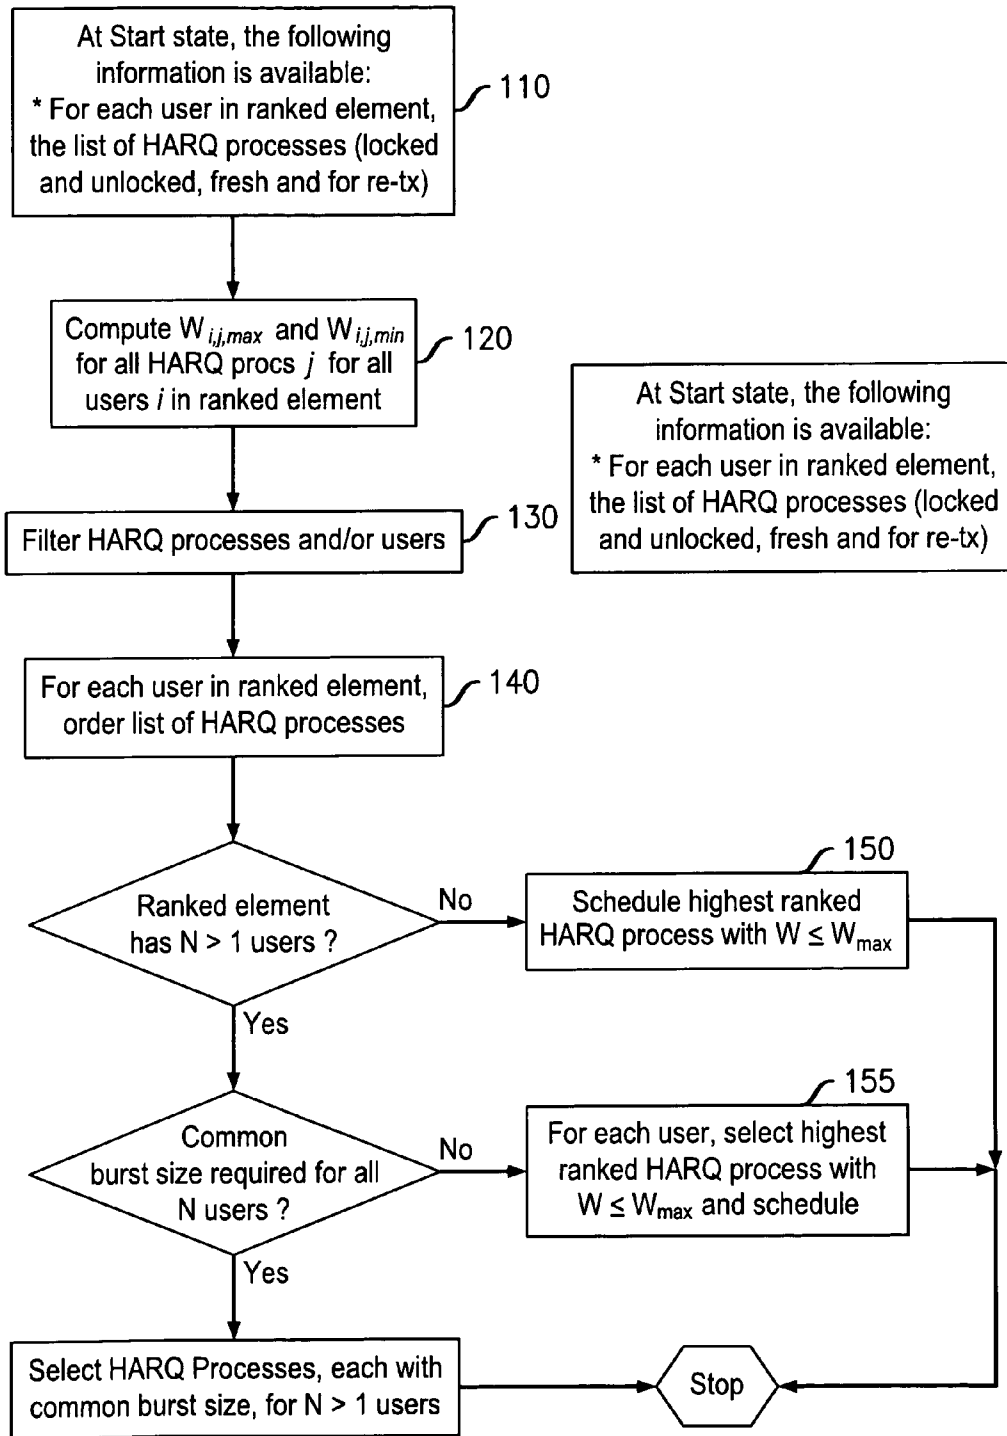 At Start state, the following
information is available:
* For each user in ranked element,
the list of HARQ processes (locked
and unlocked, fresh and for re-tx)
110
Compute W i,j,max and W i,j,min
for all HARQ procs j for all
users i in ranked element
120
At Start state, the following
information is available:
* For each user in ranked element,
the list of HARQ processes (locked
and unlocked, fresh and for re-tx)
Filter HARQ processes and/or users
130
For each user in ranked element,
order list of HARQ processes
140
Ranked element
has N > 1 users ?
No
Yes
150
Schedule highest ranked
HARQ process with W ≤ Wmax
Common
burst size required for all
N users ?
No
Yes
155
For each user, select highest
ranked HARQ process with
W ≤ Wmax and schedule
Select HARQ Processes, each with
common burst size, for N > 1 users
Stop